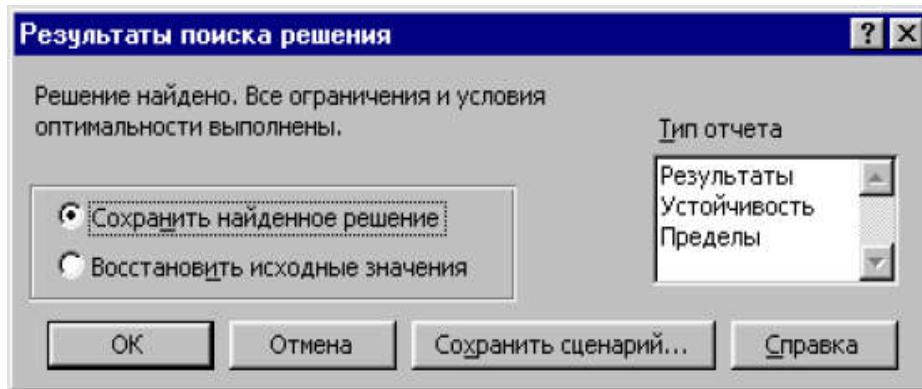 Результаты поиска решения
Решение найдено. Все ограничения и условия
оптимальности выполнены.
Тип отчета
Результаты
Устойчивость
Пределы
Сохранить найденное решение
Восстановить исходные значения
ОК
Отмена
Сохранить сценарий...
Справка